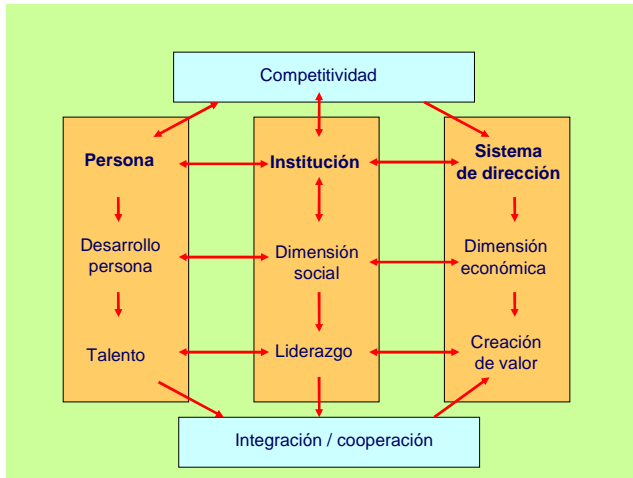 Competitividad
Persona
Institución
Sistema
de dirección
Desarrollo
persona
Dimensión
social
Dimensión
económica
Talento
Liderazgo
Creación
de valor
Integración / cooperación